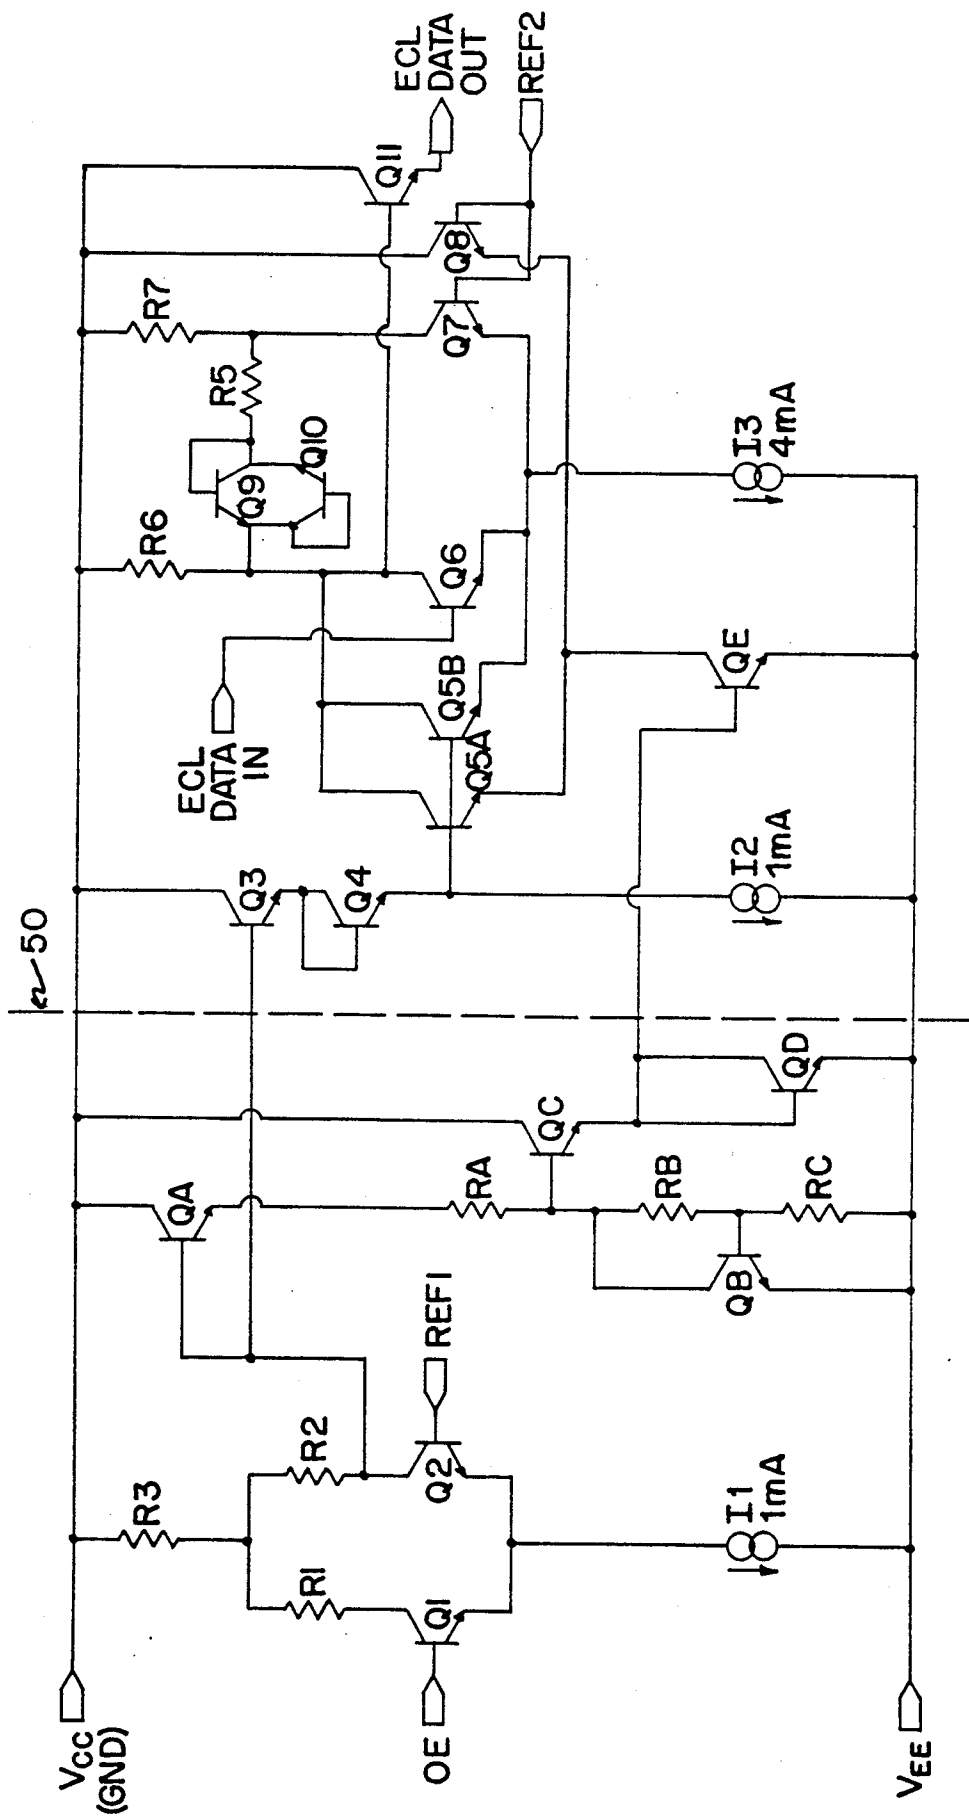 50
VCC
(GND)
R3
R1
R2
OE
Q1
Q2
REF1
I1
1mA
VEE
QA
RA
QB
RB
RC
QC
QD
Q3
Q4
I2
1mA
ECL
DATA
IN
Q5A
Q5B
Q6
R6
Q9
Q10
R5
R7
QE
I3
4mA
Q7
Q8
Q11
ECL
DATA
OUT
REF2